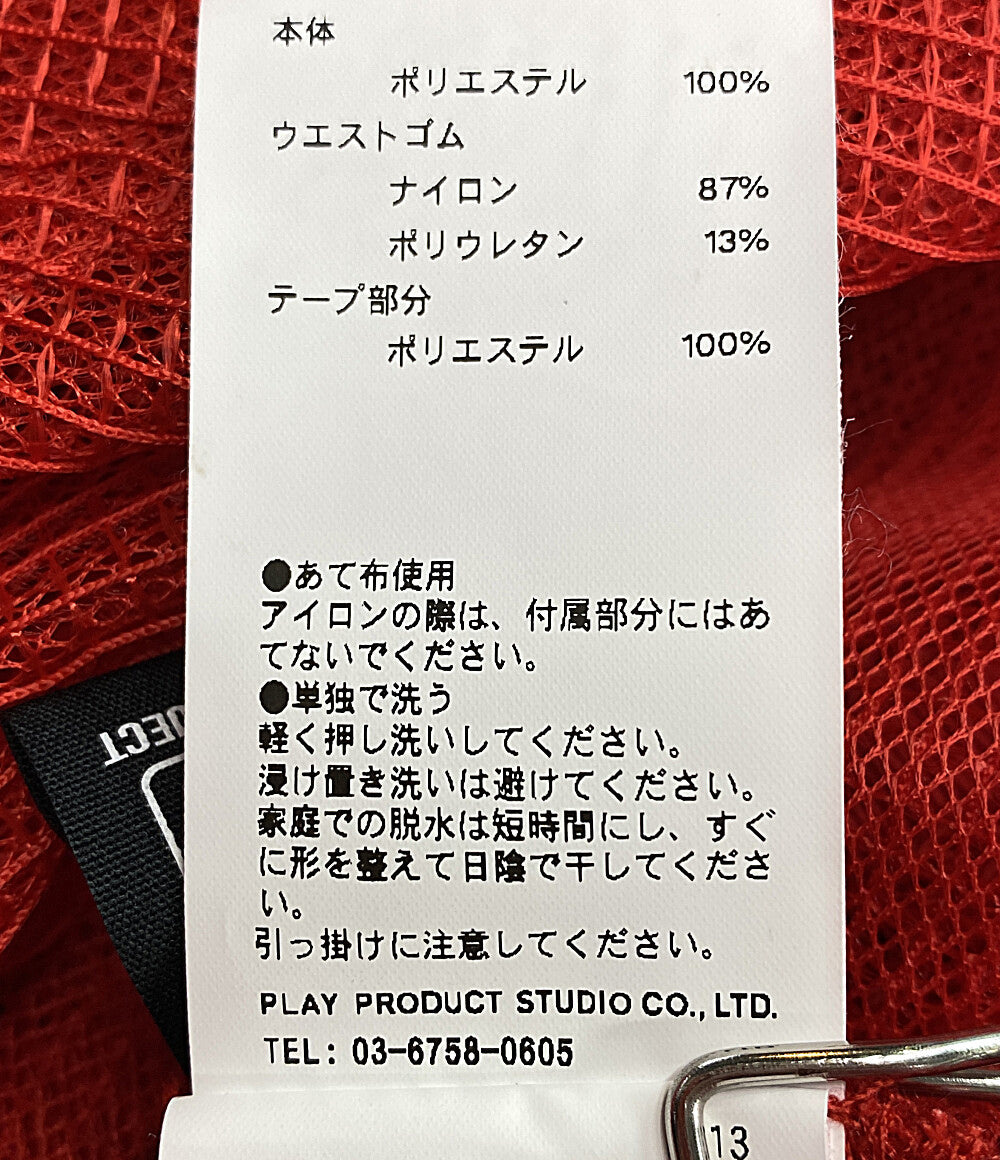 本体
ポリエステル 100%
ウエストゴム
ナイロン 87%
ポリウレタン 13%
テープ部分
ポリエステル 100%
●あて布使用
アイロンの際は、付属部分にはあ
てないでください。
●単独で洗う
軽く押し洗いしてください。
浸け置き洗いは避けてください。
家庭での脱水は短時間にし、すぐ
に形を整えて日陰で干してくださ
い。
引っ掛けに注意してください。
PLAY PRODUCT STUDIO CO., LTD.
TEL: 03-6758-0605
13